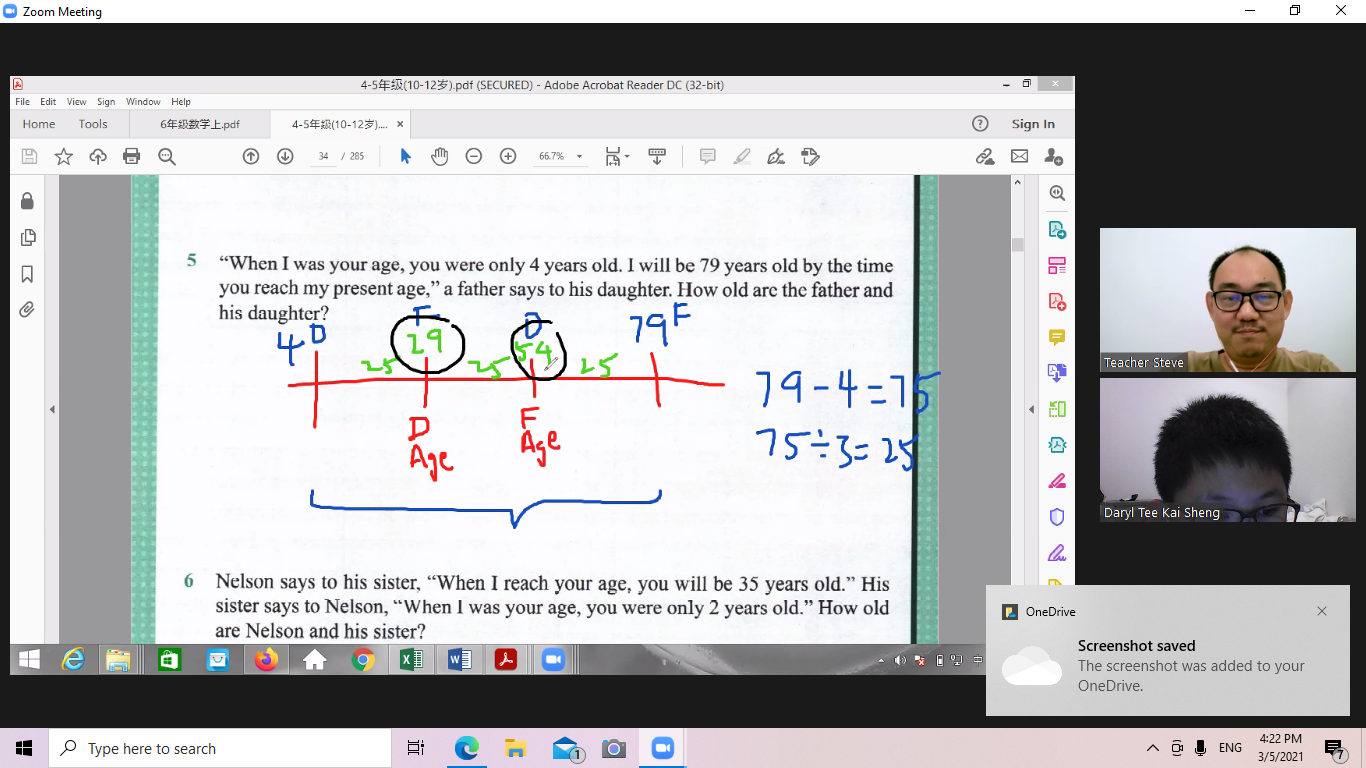 Zoom Meeting
4-5年级(10-12岁).pdf (SECURED) - Adobe Acrobat Reader DC (32-bit)
File Edit View Sign Window Help
Home Tools 6年级数学上.pdf 4-5年级(10-12岁).... × Sign In
34 / 285 66.7%
5 “When I was your age, you were only 4 years old. I will be 79 years old by the time
you reach my present age,” a father says to his daughter. How old are the father and
his daughter?
4 D F 29 D 54 79 F
25 25 25
D Age F Age
79 - 4 = 75
75 ÷ 3 = 25
6 Nelson says to his sister, “When I reach your age, you will be 35 years old.” His
sister says to Nelson, “When I was your age, you were only 2 years old.” How old
are Nelson and his sister?
Teacher Steve
Daryl Tee Kai Sheng
OneDrive
Screenshot saved
The screenshot was added to your
OneDrive.
中
Type here to search
1
ENG
4:22 PM
3/5/2021
7